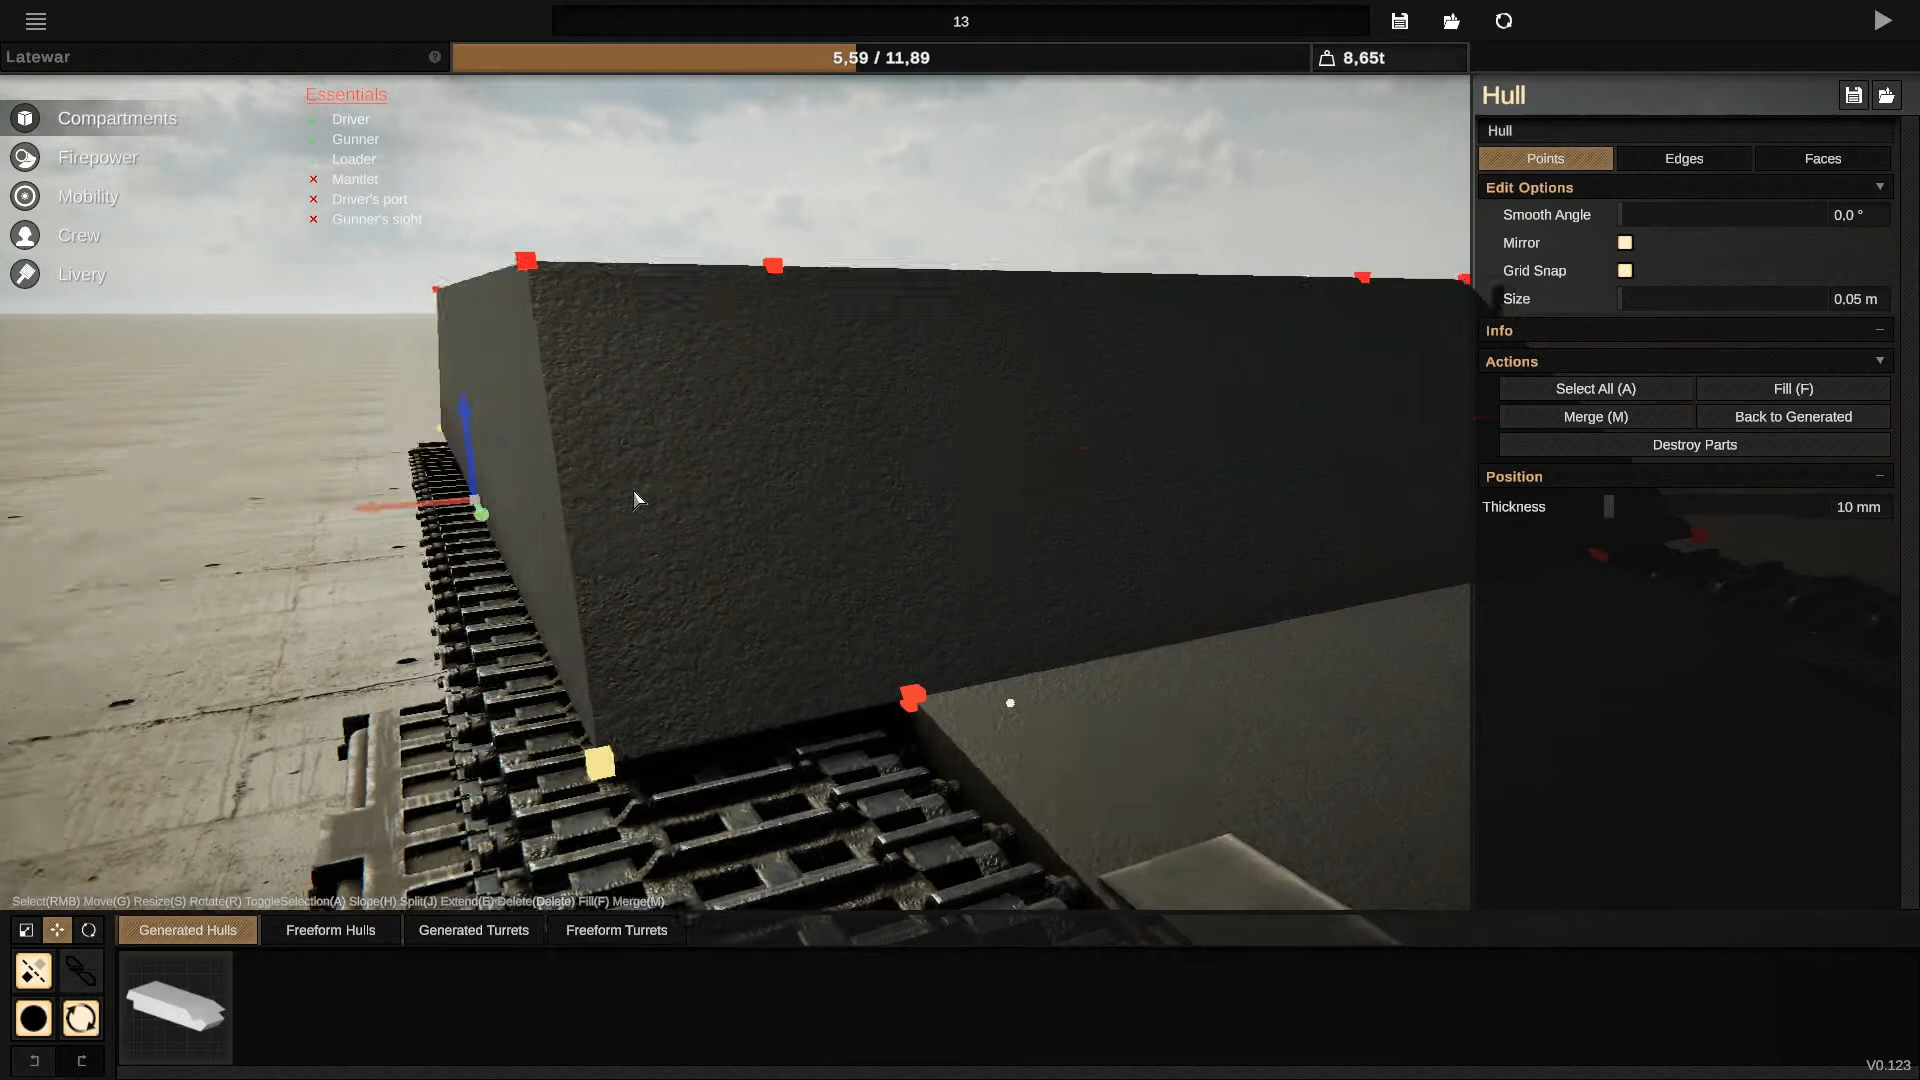 13
Latewar
5,59 / 11,89
8,65t
Compartments
Firepower
Mobility
Crew
Livery
Essentials
Driver
Gunner
Loader
Mantlet
Driver's port
Gunner's sight
Hull
Hull
Points Edges Faces
Edit Options
Smooth Angle 0,0 °
Mirror
Grid Snap
Size 0.05 m
Info
Actions
Select All (A) Fill (F)
Merge (M) Back to Generated
Destroy Parts
Position
Thickness 10 mm
Select(RMB) Move(G) Resize(S) Rotate(R) ToggleSelection(A) Slope(H) Split(J) Extend(E) Delete(Delete) Fill(F) Merge(M)
Generated Hulls Freeform Hulls Generated Turrets Freeform Turrets
V0.123